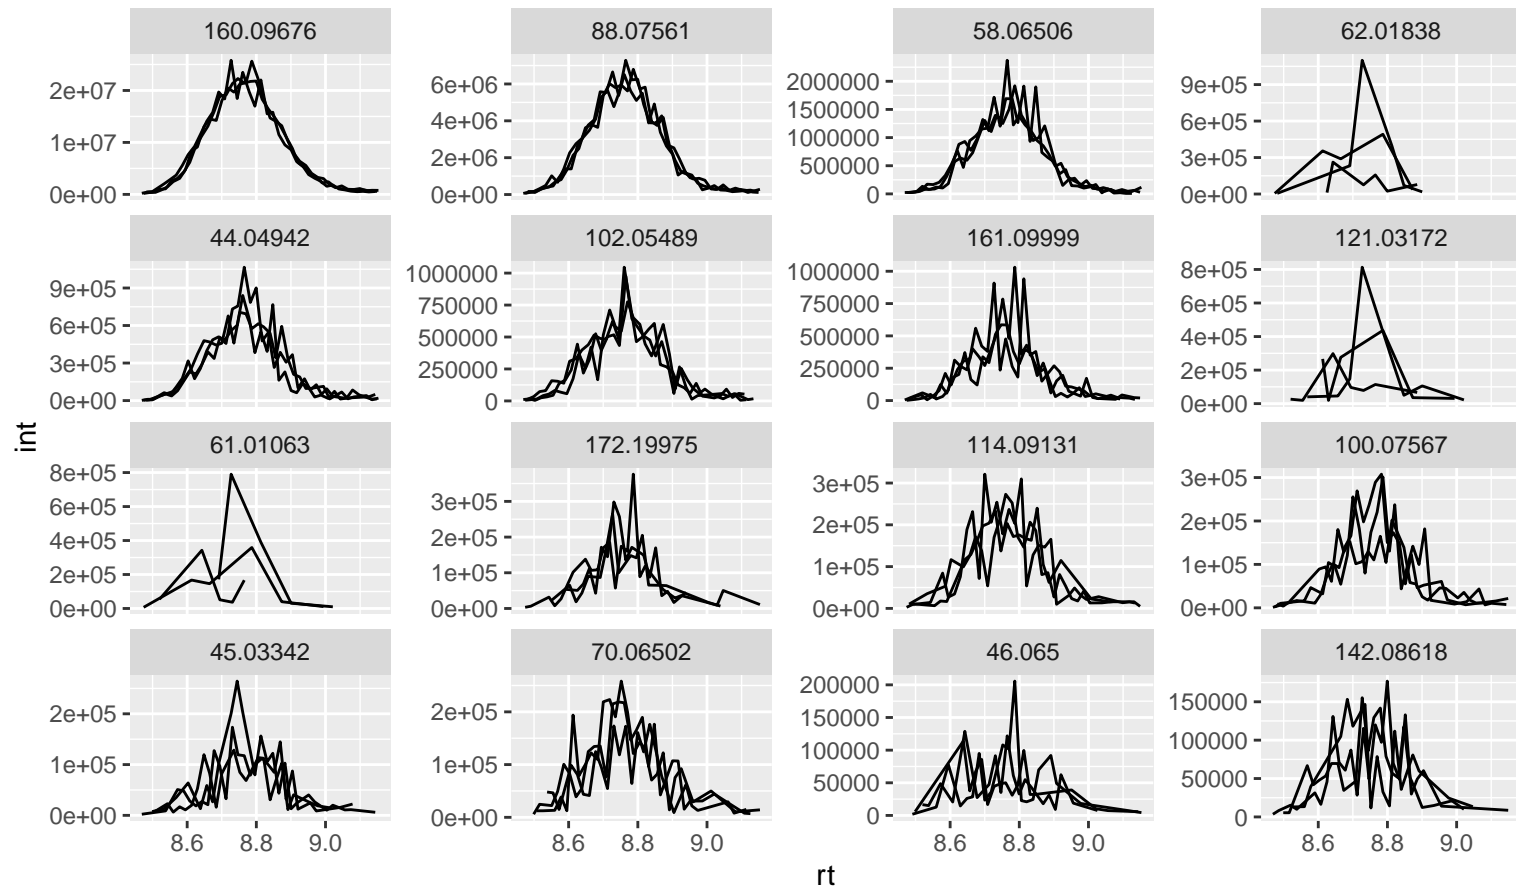 160.09676 88.07561 58.06506 62.01838
2e+07 6e+06 2000000 9e+05
1e+07 4e+06 1500000 6e+05
0e+00 2e+06 1000000 3e+05
0e+00 500000 0e+00
0
44.04942 102.05489 161.09999 121.03172
9e+05 1000000 1000000 8e+05
6e+05 750000 750000 6e+05
3e+05 500000 500000 4e+05
0e+00 250000 250000 2e+05
0 0 0e+00
int
61.01063 172.19975 114.09131 100.07567
8e+05 3e+05 3e+05 3e+05
6e+05 2e+05 2e+05 2e+05
4e+05 1e+05 1e+05 1e+05
2e+05 0e+00 0e+00 0e+00
0e+00
45.03342 70.06502 46.065 142.08618
2e+05 2e+05 200000 150000
1e+05 1e+05 150000 100000
0e+00 0e+00 100000 50000
50000 0
0
8.6 8.8 9.0 8.6 8.8 9.0 8.6 8.8 9.0 8.6 8.8 9.0
rt